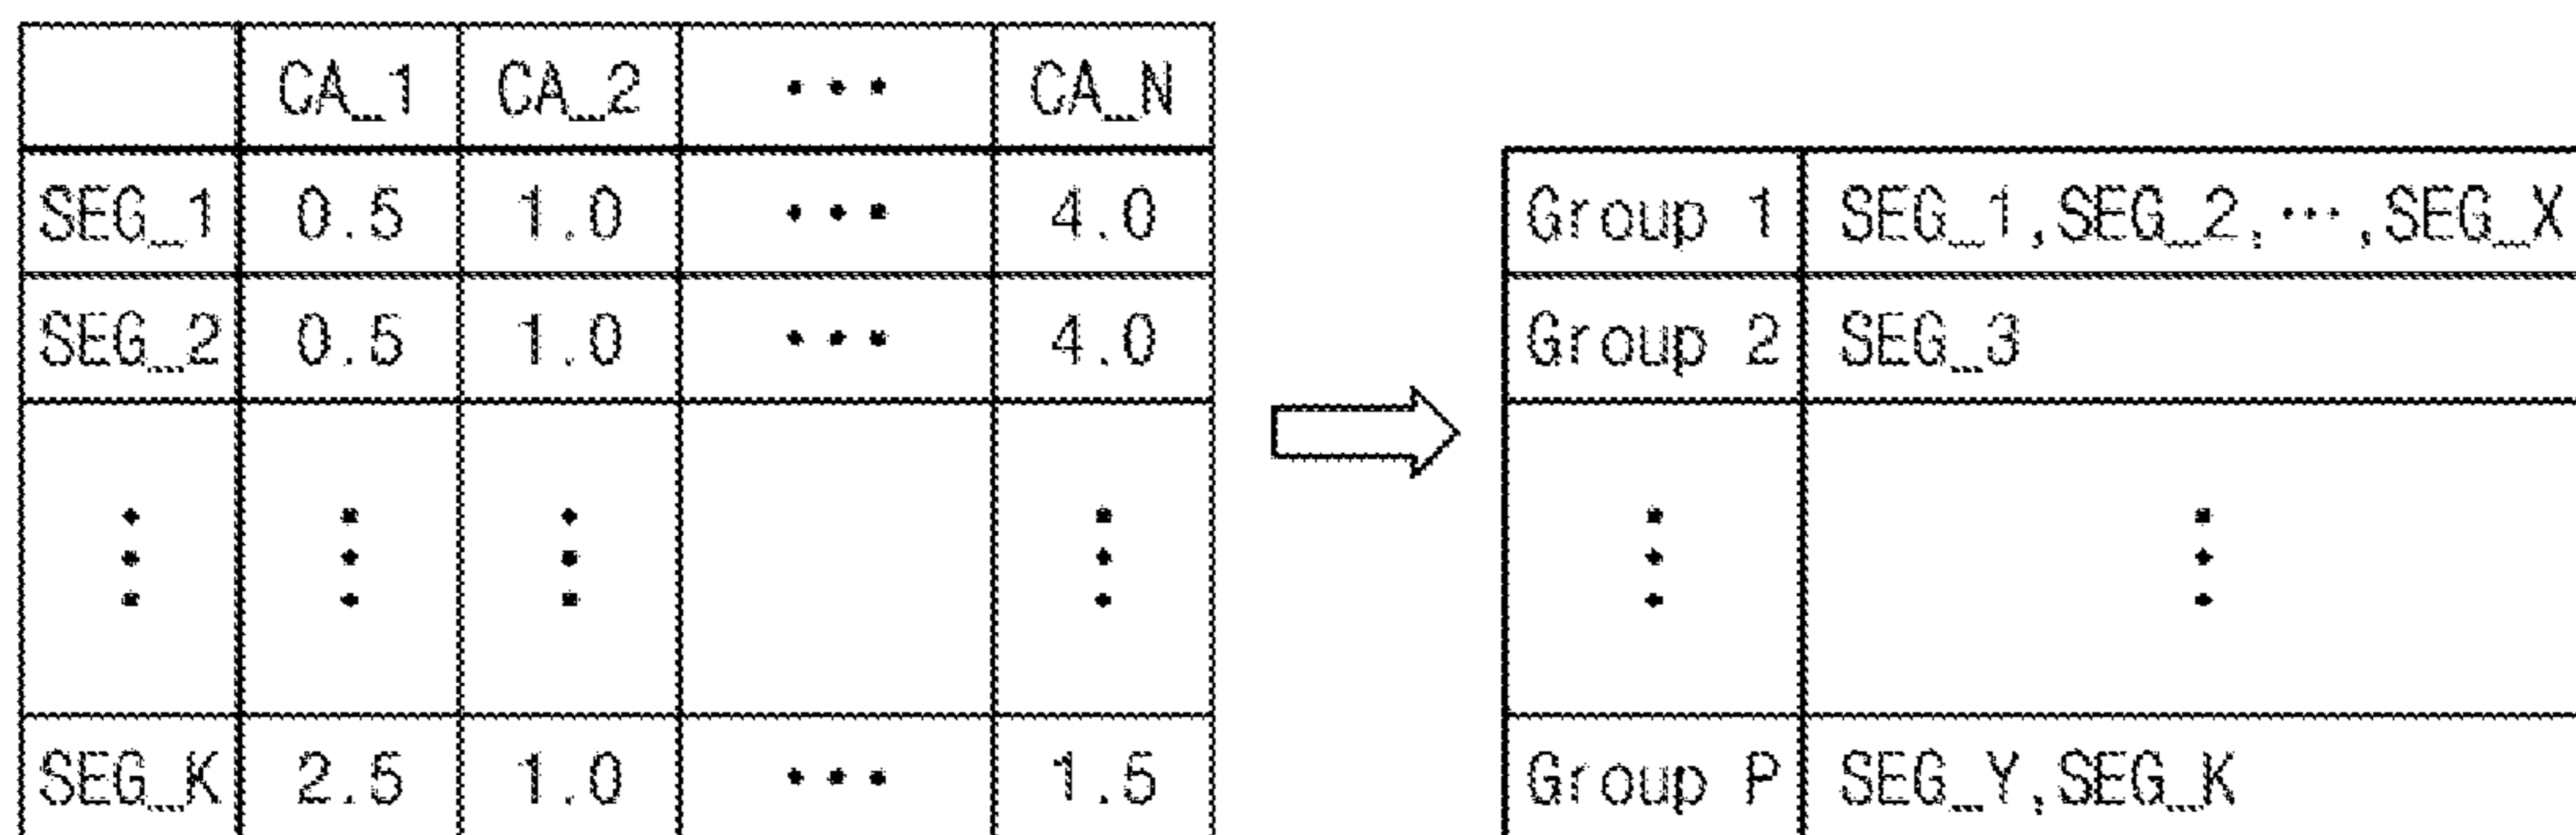 CA_1 CA_2 ... CA_N
SEG_1 0.5 1.0 ... 4.0
SEG_2 0.5 1.0 ... 4.0
SEG_K 2.5 1.0 ... 1.5
Group 1 SEG_1,SEG_2,...,SEG_X
Group 2 SEG_3
Group P SEG_Y,SEG_K